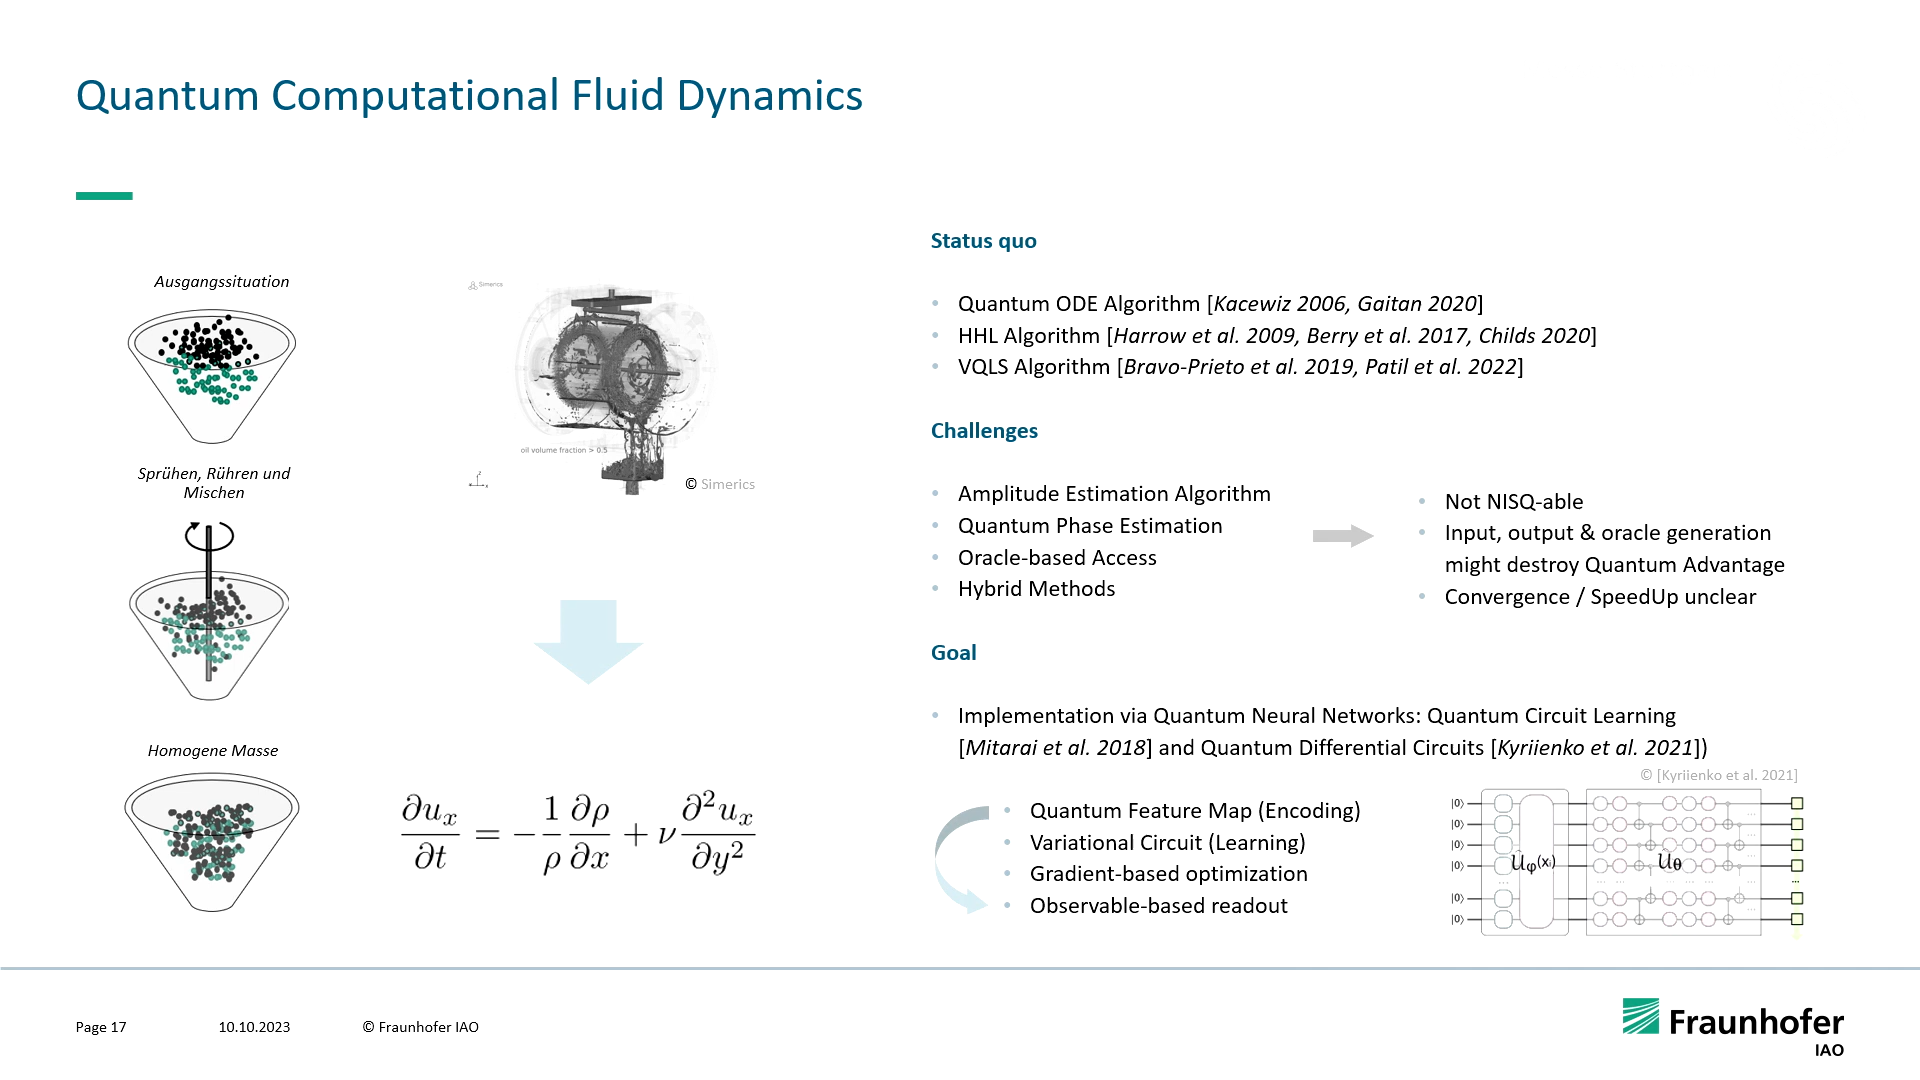 Quantum Computational Fluid Dynamics
Ausgangssituation
Sprühen, Rühren und
Mischen
Homogene Masse
Simerics
oil volume fraction > 0.5
© Simerics
∂u_x/∂t = −1/ρ ∂ρ/∂x + ν ∂²u_x/∂y²
Status quo
• Quantum ODE Algorithm [Kacewiz 2006, Gaitan 2020]
• HHL Algorithm [Harrow et al. 2009, Berry et al. 2017, Childs 2020]
• VQLS Algorithm [Bravo-Prieto et al. 2019, Patil et al. 2022]
Challenges
• Amplitude Estimation Algorithm
• Quantum Phase Estimation
• Oracle-based Access
• Hybrid Methods
• Not NISQ-able
• Input, output & oracle generation
might destroy Quantum Advantage
• Convergence / SpeedUp unclear
Goal
• Implementation via Quantum Neural Networks: Quantum Circuit Learning
[Mitarai et al. 2018] and Quantum Differential Circuits [Kyriienko et al. 2021])
© [Kyriienko et al. 2021]
• Quantum Feature Map (Encoding)
• Variational Circuit (Learning)
• Gradient-based optimization
• Observable-based readout
|0⟩
|0⟩
|0⟩
|0⟩
|0⟩
|0⟩
Û_φ(xᵢ)
Û_θ
Page 17
10.10.2023
© Fraunhofer IAO
Fraunhofer
IAO